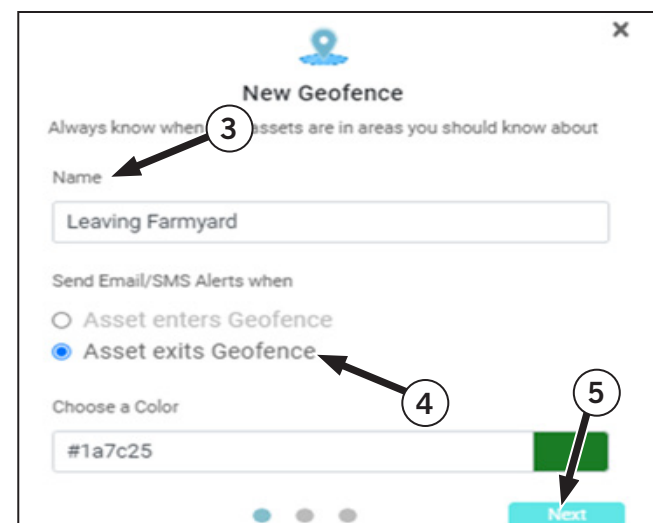 ×
New Geofence
Always know when 3 assets are in areas you should know about
Name
Leaving Farmyard
Send Email/SMS Alerts when
Asset enters Geofence
Asset exits Geofence
4
5
Choose a Color
#1a7c25
Next